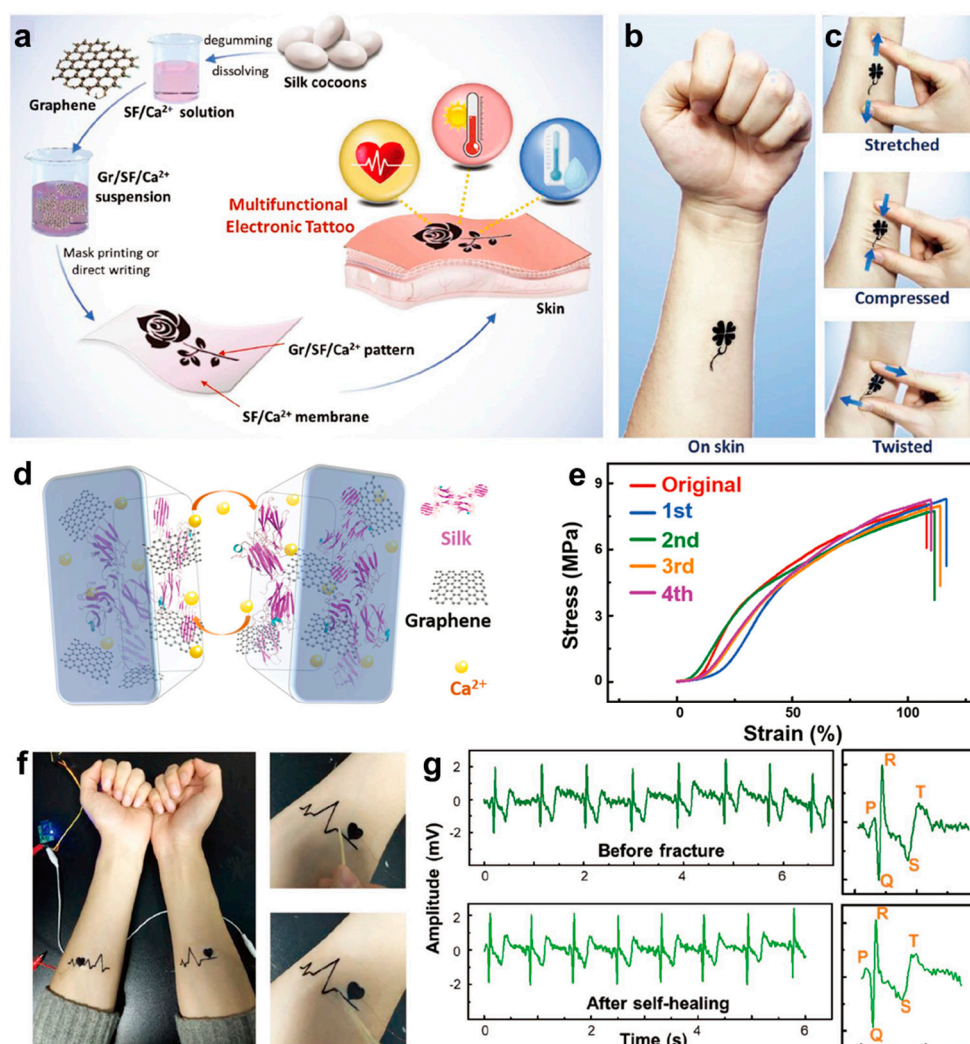 a
degumming
dissolving
Silk cocoons
Graphene
SF/Ca²⁺ solution
Gr/SF/Ca²⁺
suspension
Multifunctional
Electronic Tattoo
Mask printing or
direct writing
Skin
Gr/SF/Ca²⁺ pattern
SF/Ca²⁺ membrane
b
On skin
c
Stretched
Compressed
Twisted
d
Silk
Graphene
Ca²⁺
e
Original
1st
2nd
3rd
4th
Stress (MPa)
9
6
3
0
0 50 100
Strain (%)
f
g
Amplitude (mV)
2
0
-2
Before fracture
0 2 4 6
R
P
T
Q
S
2
0
-2
After self-healing
0 2 4 6
Time (s)
R
P
T
S
Q